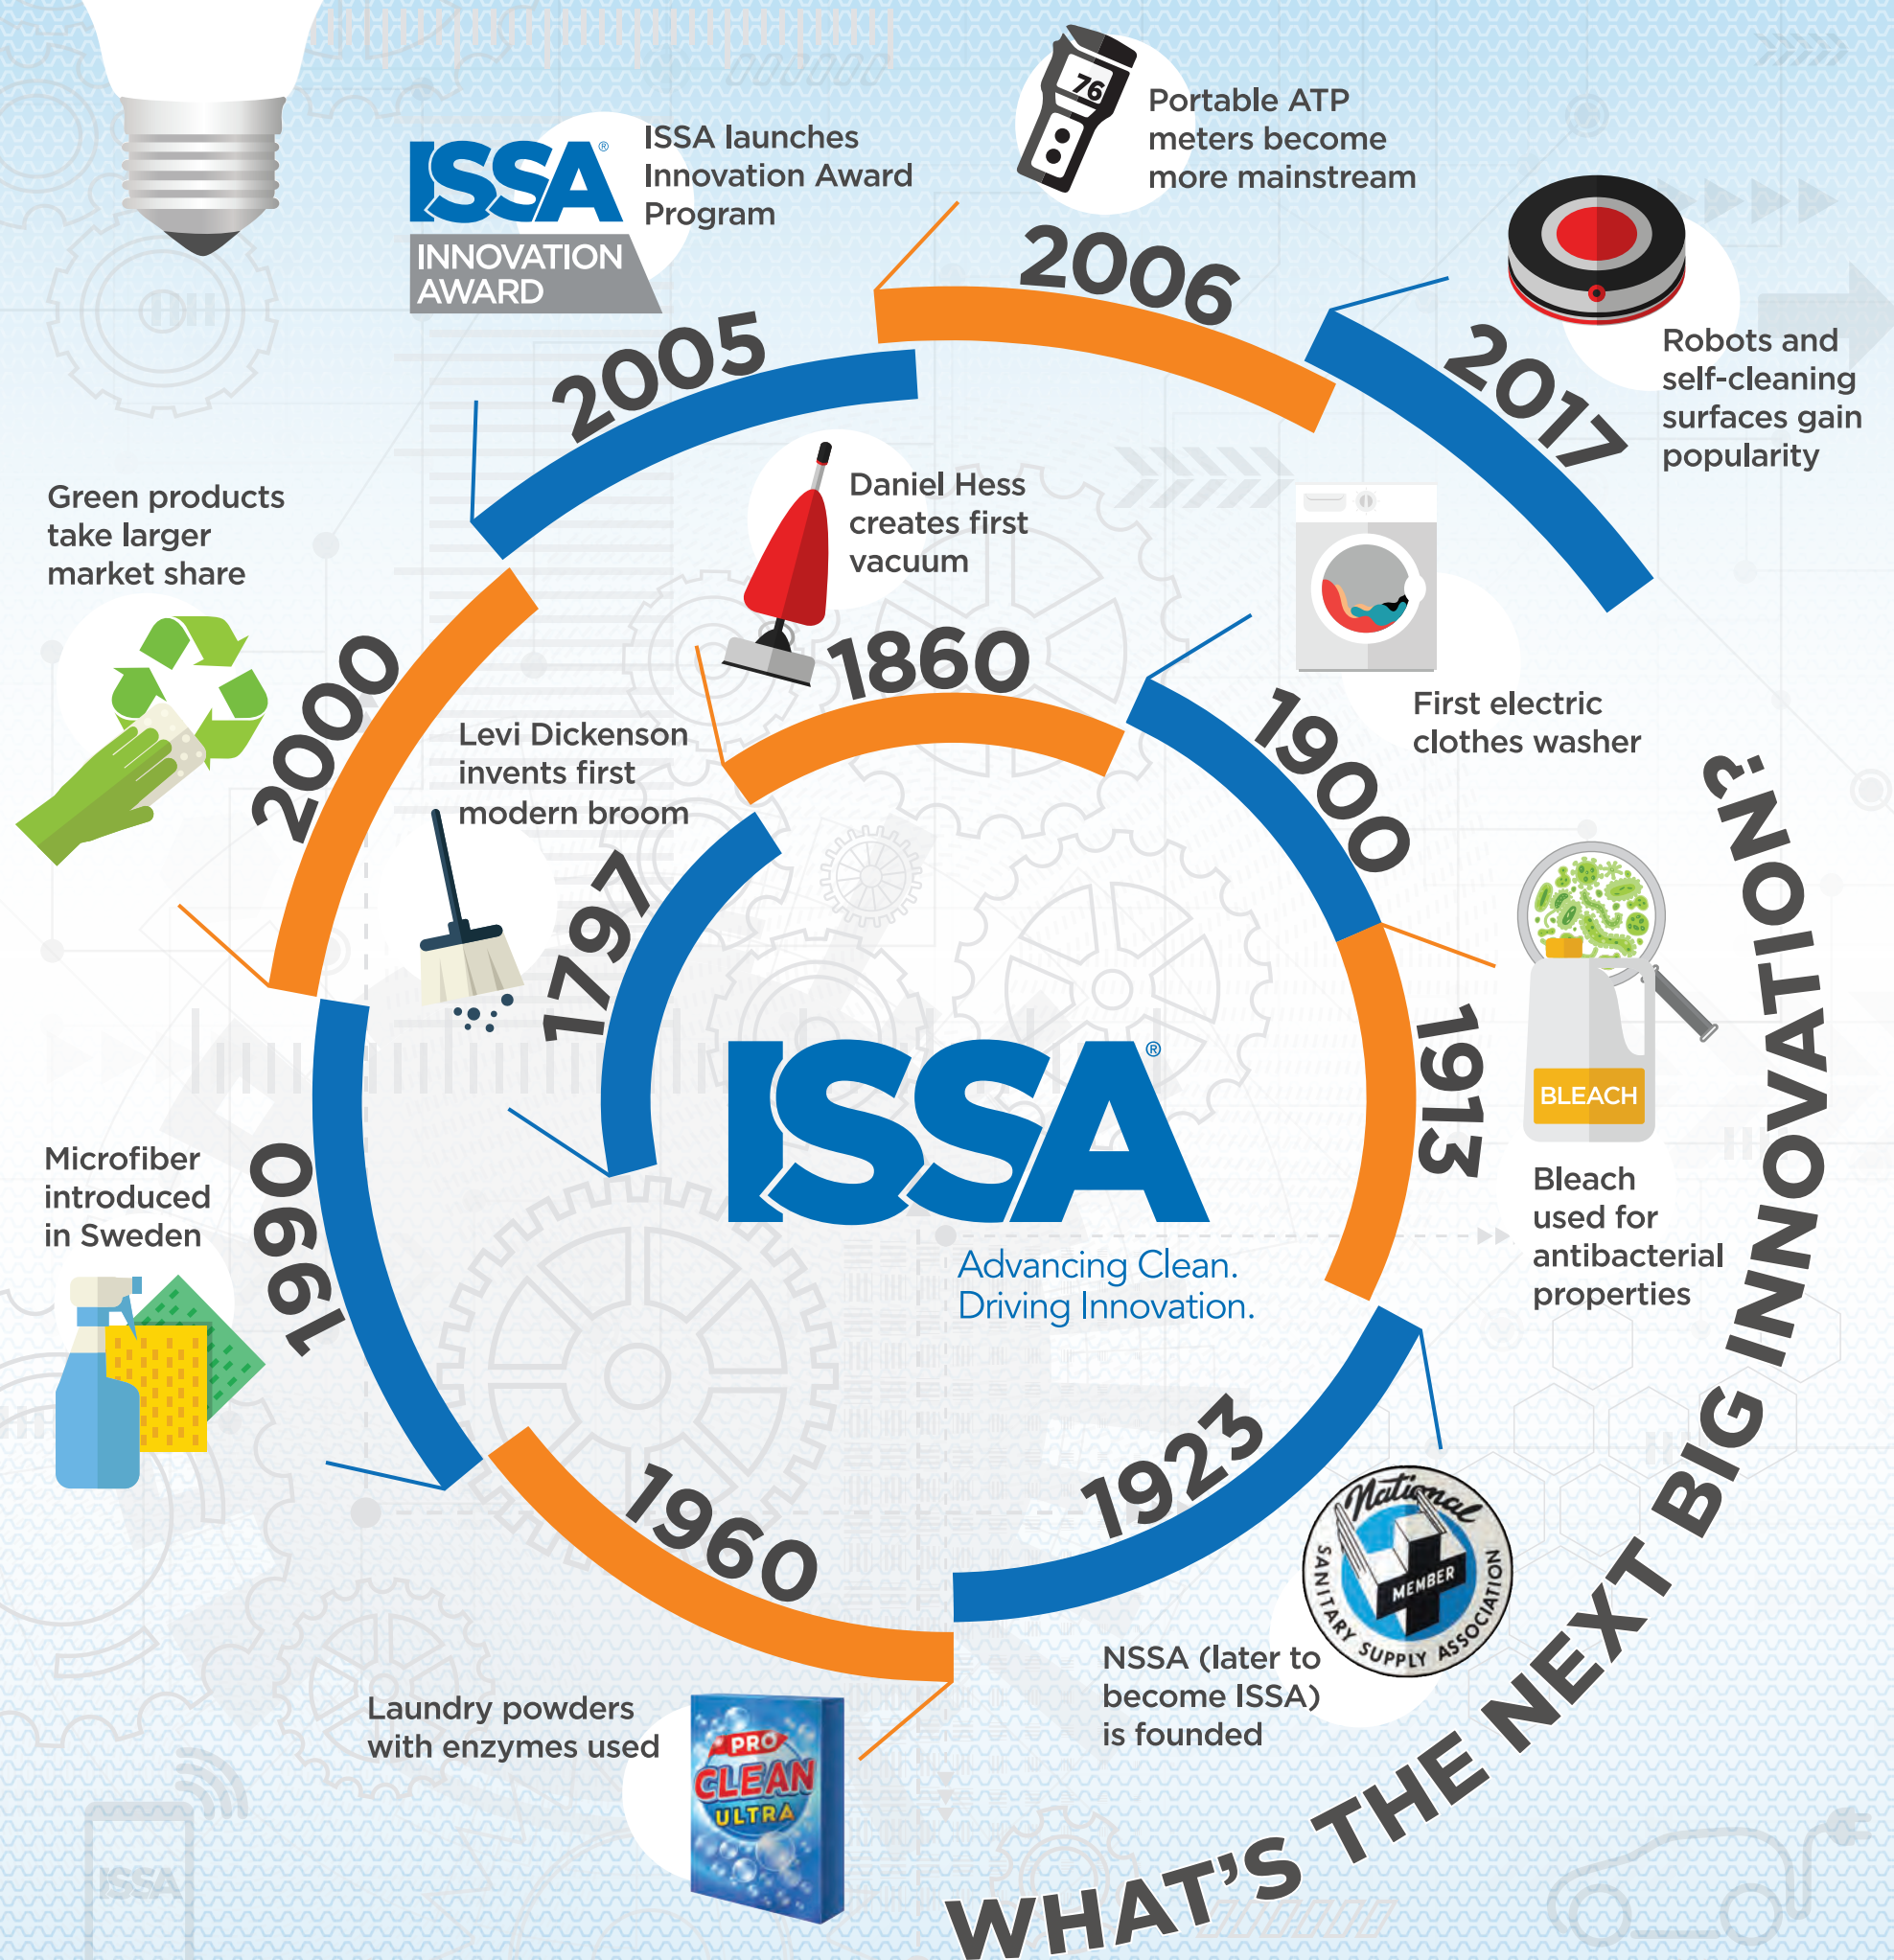 ISSA®
INNOVATION
AWARD
ISSA launches
Innovation Award
Program
76
Portable ATP
meters become
more mainstream
2005
2006
2017
Robots and
self-cleaning
surfaces gain
popularity
Green products
take larger
market share
2000
Daniel Hess
creates first
vacuum
1860
Levi Dickenson
invents first
modern broom
1797
First electric
clothes washer
1900
BLEACH
1913
Bleach
used for
antibacterial
properties
ISSA®
Advancing Clean.
Driving Innovation.
Microfiber
introduced
in Sweden
1990
1960
1923
National
SANITARY SUPPLY ASSOCIATION
MEMBER
NSSA (later to
become ISSA)
is founded
Laundry powders
with enzymes used
PRO
CLEAN
ULTRA
WHAT'S THE NEXT BIG INNOVATION?
ISSA